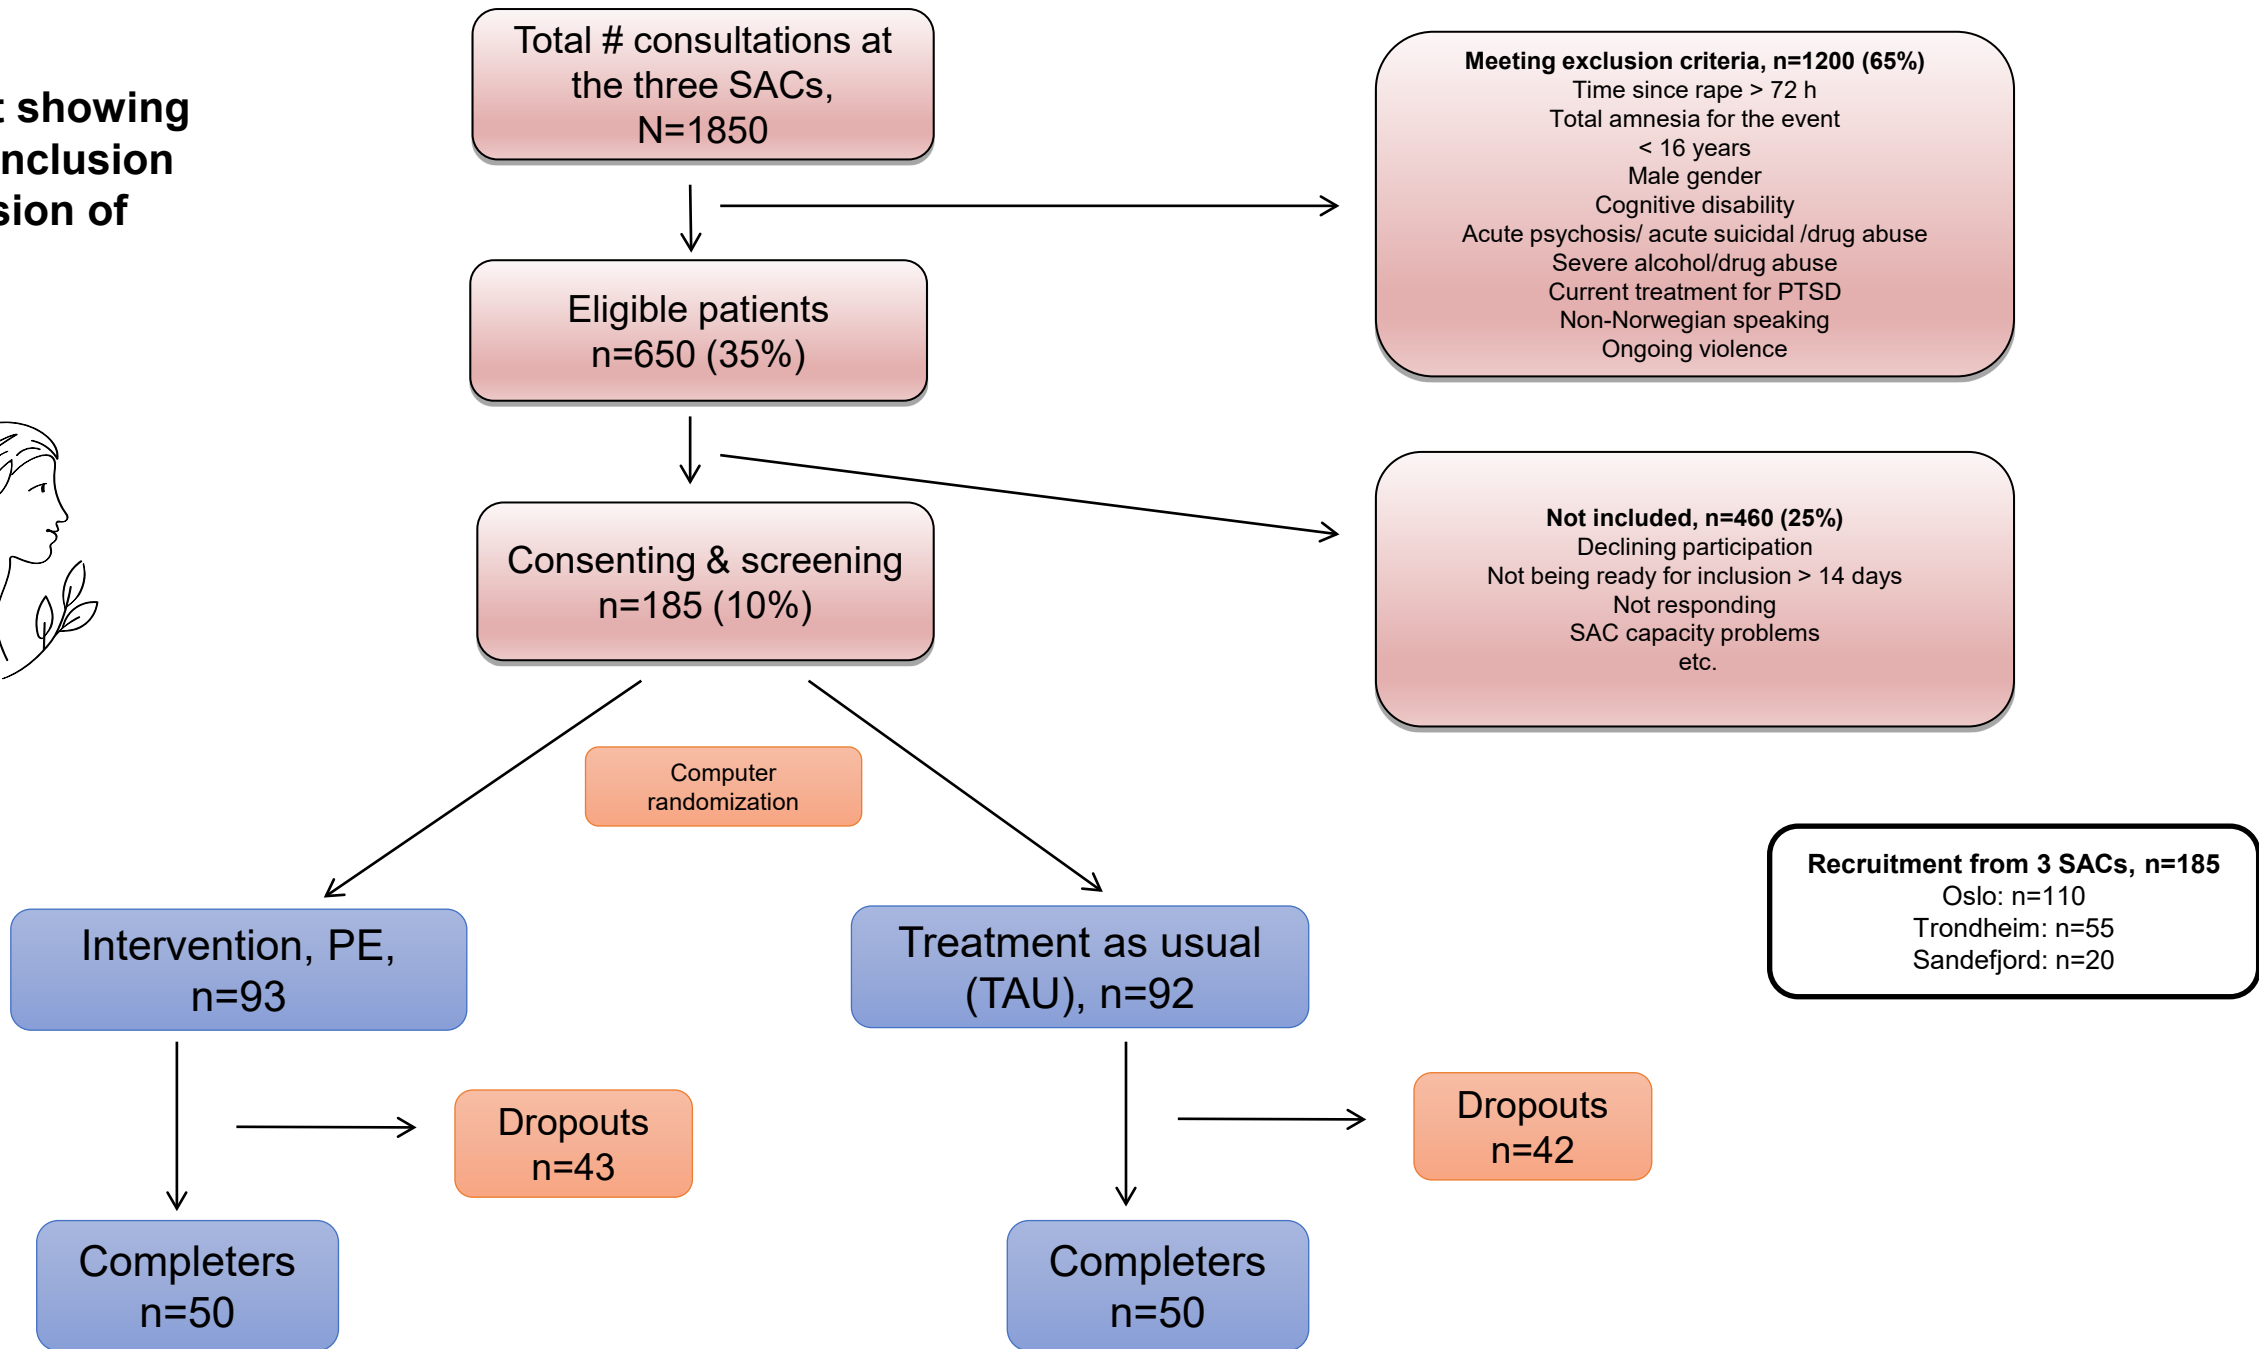 t showing
nclusion
sion of
Total # consultations at
the three SACs,
N=1850
Meeting exclusion criteria, n=1200 (65%)
Time since rape > 72 h
Total amnesia for the event
< 16 years
Male gender
Cognitive disability
Acute psychosis/ acute suicidal /drug abuse
Severe alcohol/drug abuse
Current treatment for PTSD
Non-Norwegian speaking
Ongoing violence
Eligible patients
n=650 (35%)
Not included, n=460 (25%)
Declining participation
Not being ready for inclusion > 14 days
Not responding
SAC capacity problems
etc.
Consenting & screening
n=185 (10%)
Computer
randomization
Recruitment from 3 SACs, n=185
Oslo: n=110
Trondheim: n=55
Sandefjord: n=20
Intervention, PE,
n=93
Treatment as usual
(TAU), n=92
Dropouts
n=43
Dropouts
n=42
Completers
n=50
Completers
n=50